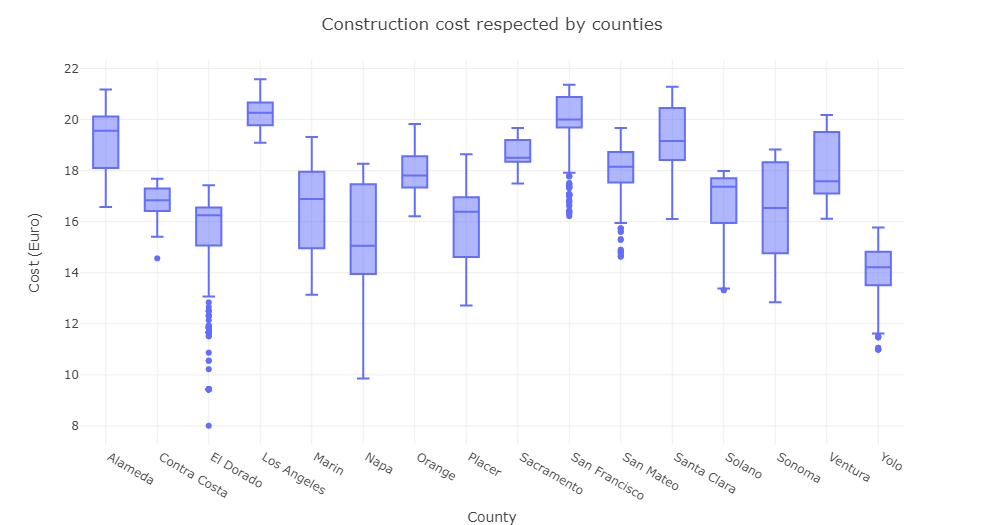 Construction cost respected by counties
Cost (Euro)
22
20
18
16
14
12
10
8
Alameda
Contra Costa
El Dorado
Los Angeles
Marin
Napa
Orange
Placer
Sacramento
San Francisco
San Mateo
Santa Clara
Solano
Sonoma
Ventura
Yolo
County